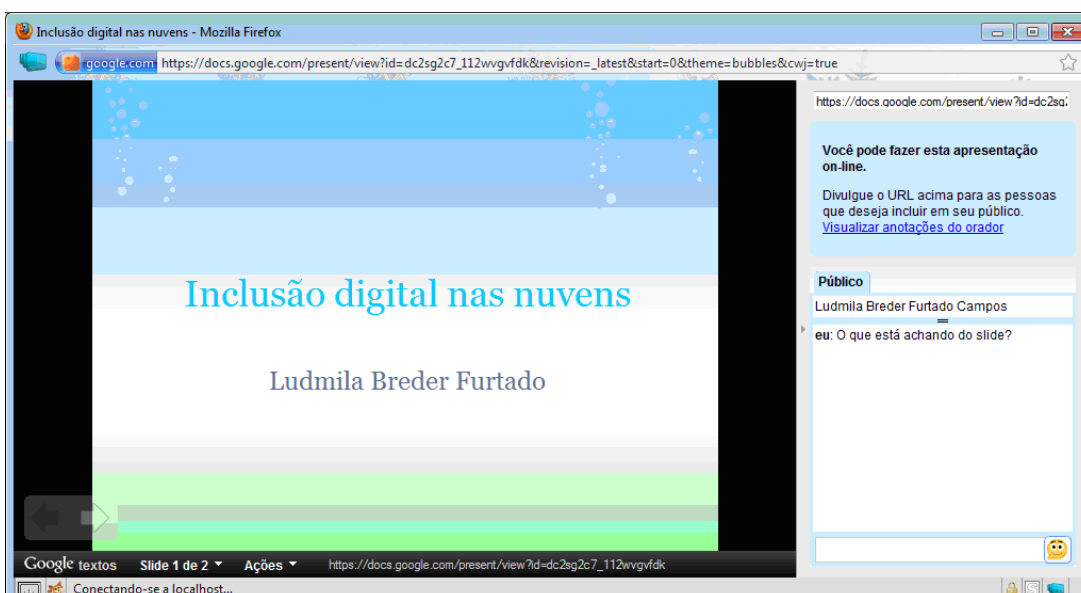 Inclusão digital nas nuvens - Mozilla Firefox
google.com https://docs.google.com/present/view?id=dc2sg2c7_112wvgvfdk&revision=_latest&start=0&theme=bubbles&cwj=true
https://docs.google.com/present/view?id=dc2sg2
Você pode fazer esta apresentação
on-line.
Divulgue o URL acima para as pessoas
que deseja incluir em seu público.
Visualizar anotações do orador
Inclusão digital nas nuvens
Ludmila Breder Furtado
Público
Ludmila Breder Furtado Campos
eu: O que está achando do slide?
Google textos Slide 1 de 2 Ações https://docs.google.com/present/view?id=dc2sg2c7_112wvgvfdk
Conectando-se a localhost...